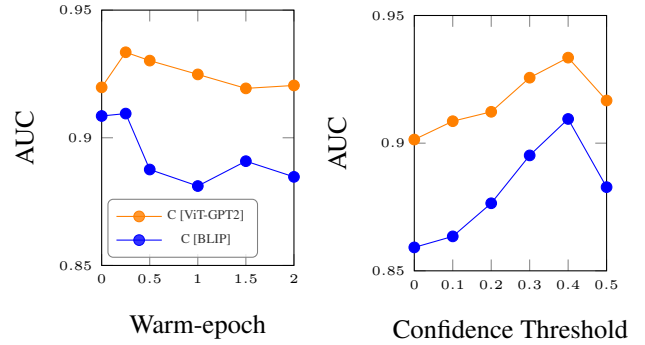 0.95
0.9
0.85
AUC
C [ViT-GPT2]
C [BLIP]
0 0.5 1 1.5 2
Warm-epoch
0.95
0.9
0.85
AUC
0 0.1 0.2 0.3 0.4 0.5
Confidence Threshold